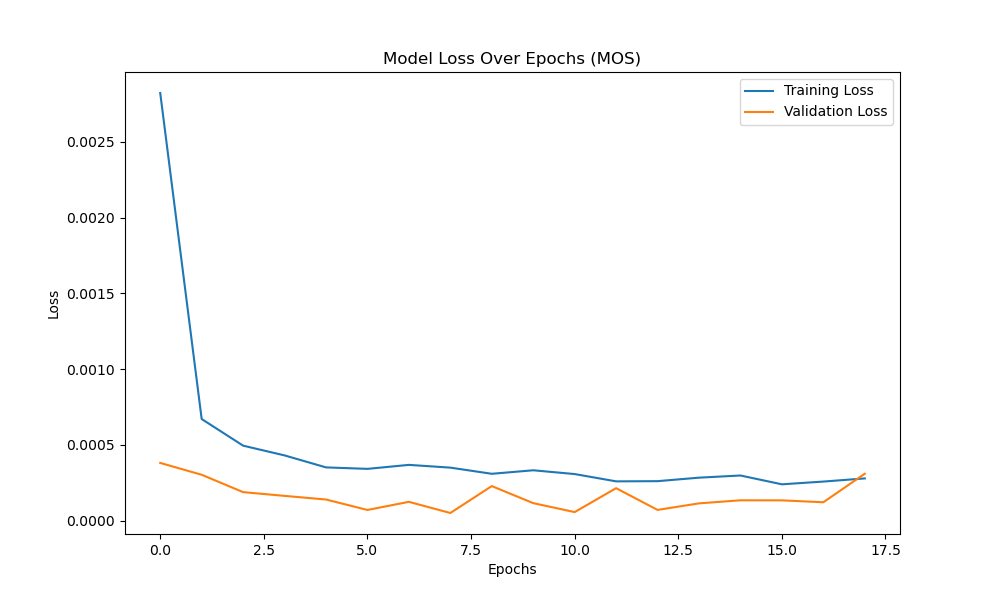 Model Loss Over Epochs (MOS)
Training Loss
Validation Loss
0.0025
0.0020
0.0015
0.0010
0.0005
0.0000
Loss
0.0 2.5 5.0 7.5 10.0 12.5 15.0 17.5
Epochs